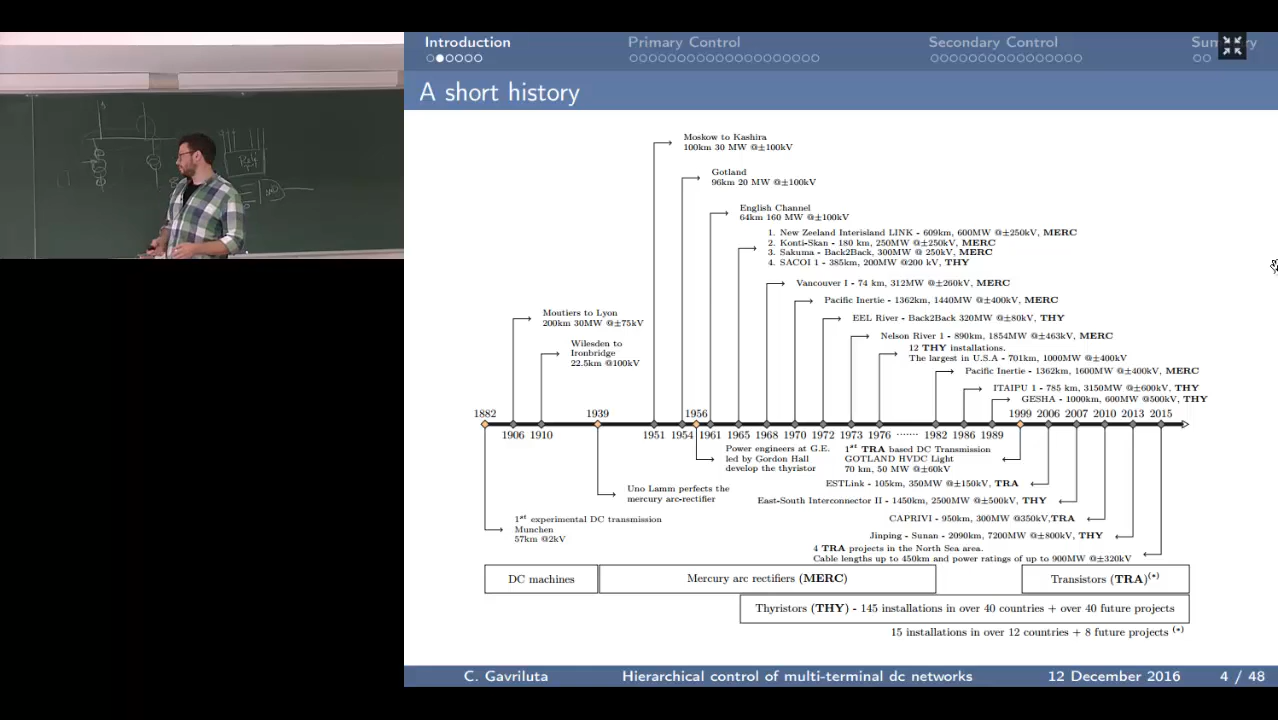 Introduction
Primary Control
Secondary Control
A short history
Moskow to Kashira
100km 30 MW @±100kV
Gotland
96km 20 MW @±100kV
English Channel
64km 160 MW @±100kV
1. New Zeeland Interisland LINK - 609km, 600MW @±250kV, MERC
2. Konti-Skan - 180 km, 250MW @±250kV, MERC
3. Sakuma - Back2Back, 300MW @ 250kV, MERC
4. SACOI 1 - 385km, 200MW @200 kV, THY
Vancouver I - 74 km, 312MW @±260kV, MERC
Pacific Inertie - 1362km, 1440MW @±400kV, MERC
Moutiers to Lyon
200km 30MW @±75kV
EEL River - Back2Back 320MW @±80kV, THY
Nelson River 1 - 890km, 1854MW @±463kV, MERC
Wilesden to
Ironbridge
22.5km @100kV
12 THY installations.
The largest in U.S.A - 701km, 1000MW @±400kV
Pacific Inertie - 1362km, 1600MW @±400kV, MERC
ITAIPU 1 - 785 km, 3150MW @±600kV, THY
GESHA - 1000km, 600MW @500kV, THY
1882 1939 1956 1999 2006 2007 2010 2013 2015
1906 1910 1951 1954 1961 1965 1968 1970 1972 1973 1976 ....... 1982 1986 1989
Power engineers at G.E.
led by Gordon Hall
develop the thyristor
1st TRA based DC Transmission
GOTLAND HVDC Light
70 km, 50 MW @±60kV
ESTLink - 105km, 350MW @±150kV, TRA
Uno Lamm perfects the
mercury arc-rectifier
East-South Interconnector II - 1450km, 2500MW @±500kV, THY
1st experimental DC transmission
Munchen
57km @2kV
CAPRIVI - 950km, 300MW @350kV,TRA
Jinping - Sunan - 2090km, 7200MW @±800kV, THY
4 TRA projects in the North Sea area.
Cable lengths up to 450km and power ratings of up to 900MW @±320kV
DC machines
Mercury arc rectifiers (MERC)
Transistors (TRA)(*)
Thyristors (THY) - 145 installations in over 40 countries + over 40 future projects
15 installations in over 12 countries + 8 future projects (*)
C. Gavriluta
Hierarchical control of multi-terminal dc networks
12 December 2016
4 / 48